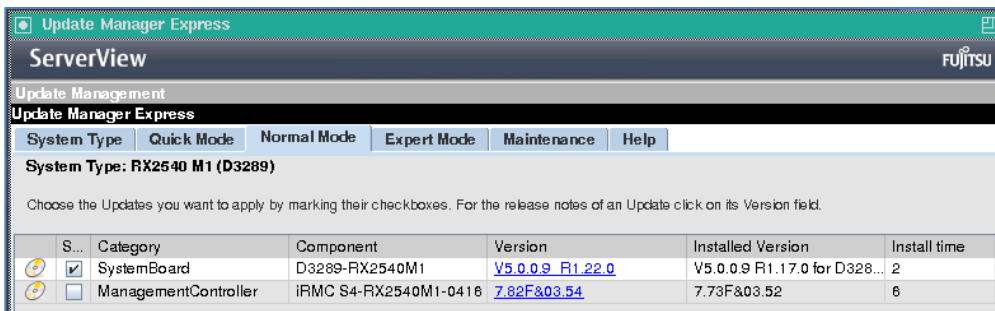 Update Manager Express
ServerView FUJITSU
Update Management
Update Manager Express
System Type Quick Mode Normal Mode Expert Mode Maintenance Help
System Type: RX2540 M1 (D3289)
Choose the Updates you want to apply by marking their checkboxes. For the release notes of an Update click on its Version field.
S... Category Component Version Installed Version Install time
SystemBoard D3289-RX2540M1 V5.0.0.9 R1.22.0 V5.0.0.9 R1.17.0 for D328... 2
ManagementController iRMC S4-RX2540M1-0416 7.82F&03.54 7.73F&03.52 6